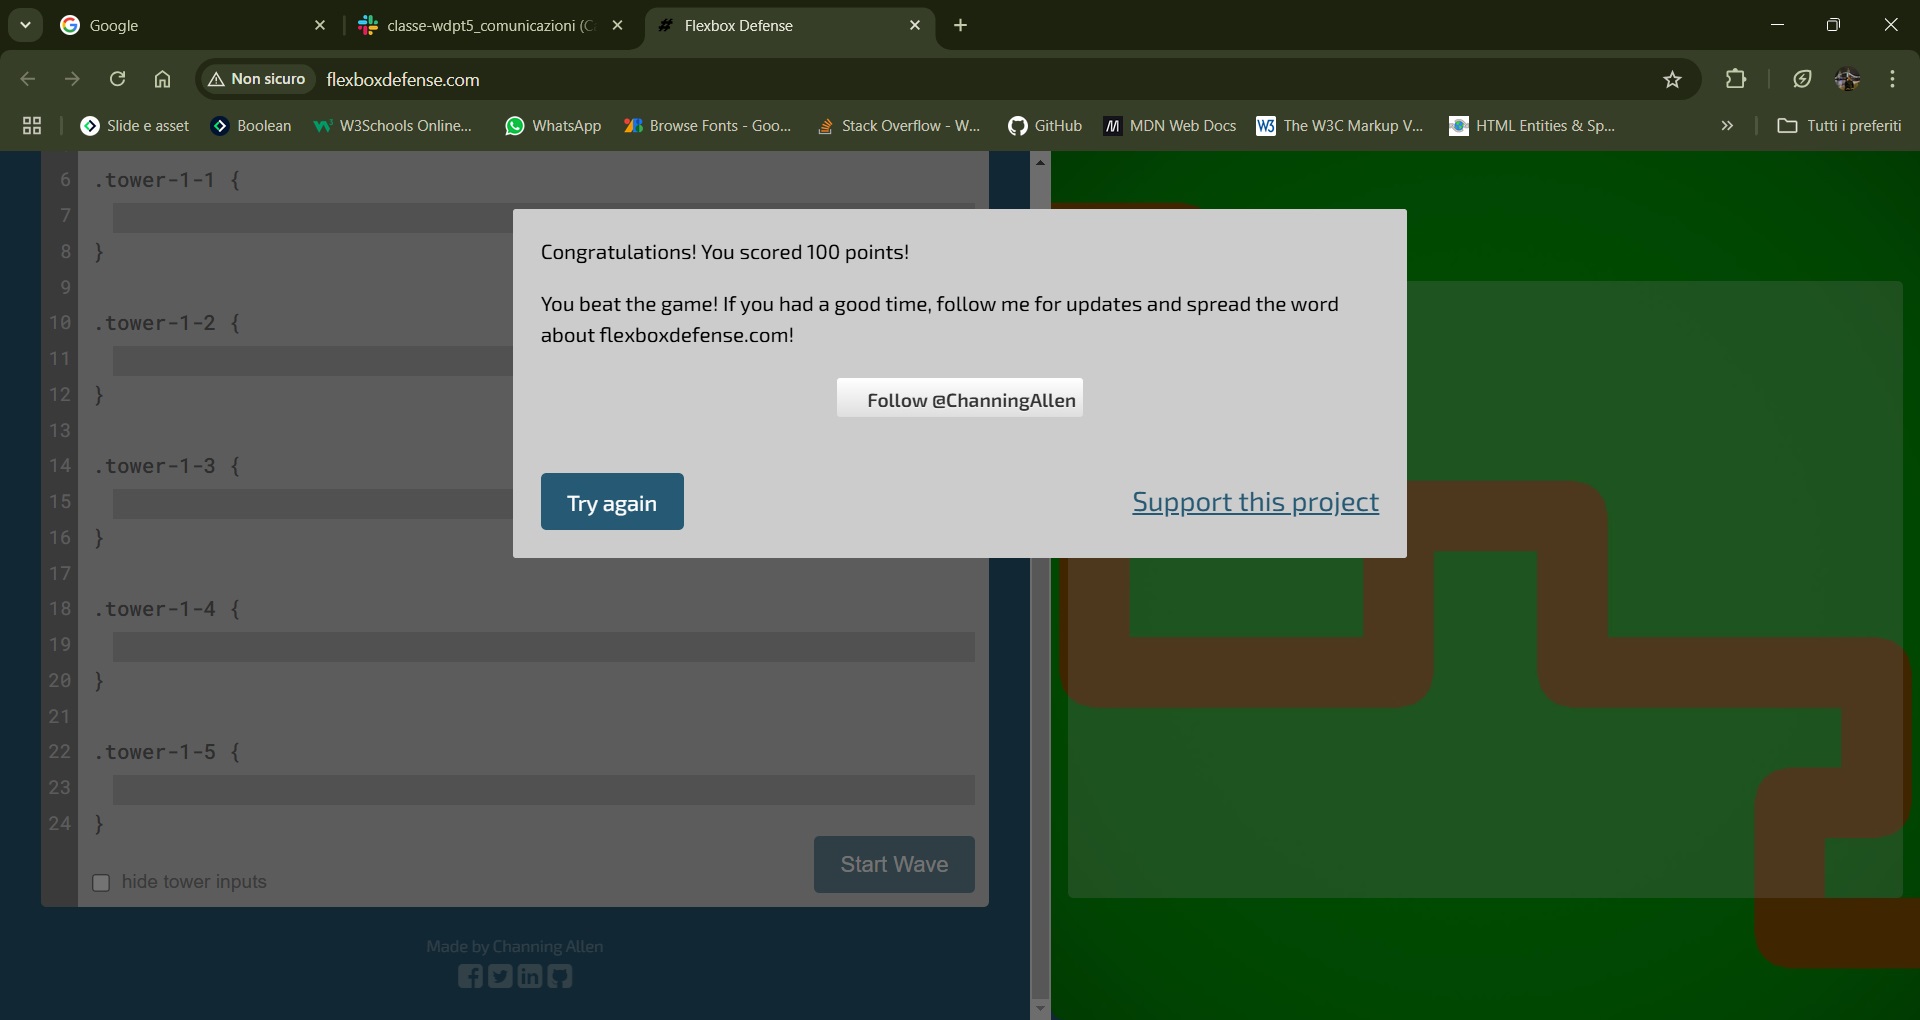 Google
classe-wdpt5_comunicazioni (C
Flexbox Defense
Non sicuro
flexboxdefense.com
Slide e asset
Boolean
W3Schools Online...
WhatsApp
Browse Fonts - Goo...
Stack Overflow - W...
GitHub
MDN Web Docs
The W3C Markup V...
HTML Entities & Sp...
»
Tutti i preferiti
6 .tower-1-1 {
7
8 }
9
10 .tower-1-2 {
11
12 }
13
14 .tower-1-3 {
15
16 }
17
18 .tower-1-4 {
19
20 }
21
22 .tower-1-5 {
23
24 }
hide tower inputs
Start Wave
Made by Channing Allen
Congratulations! You scored 100 points!
You beat the game! If you had a good time, follow me for updates and spread the word
about flexboxdefense.com!
Follow @ChanningAllen
Try again
Support this project